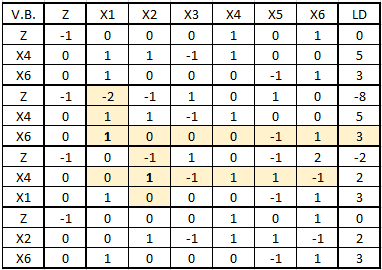 V.B. Z X1 X2 X3 X4 X5 X6 LD
Z -1 0 0 0 1 0 1 0
X4 0 1 1 -1 1 0 0 5
X6 0 1 0 0 0 -1 1 3
Z -1 -2 -1 1 0 1 0 -8
X4 0 1 1 -1 1 0 0 5
X6 0 1 0 0 0 -1 1 3
Z -1 0 -1 1 0 -1 2 -2
X4 0 0 1 -1 1 1 -1 2
X1 0 1 0 0 0 -1 1 3
Z -1 0 0 0 1 0 1 0
X2 0 0 1 -1 1 1 -1 2
X6 0 1 0 0 0 -1 1 3